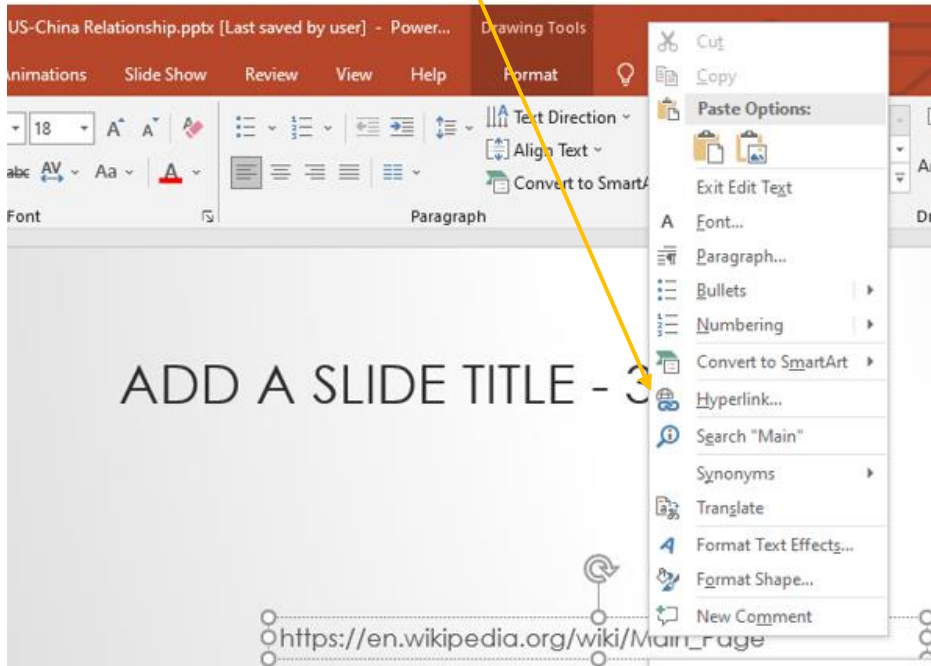 US-China Relationship.pptx [Last saved by user] - Power... Drawing Tools
Animations Slide Show Review View Help Format
18 A A Text Direction
Align Text
abc AV Aa A Convert to SmartA
Font Paragraph
Cut
Copy
Paste Options:
Exit Edit Text
A Font...
Paragraph...
Bullets
Numbering
Convert to SmartArt
Hyperlink...
Search "Main"
Synonyms
Translate
Format Text Effects...
Format Shape...
New Comment
ADD A SLIDE TITLE - 3
https://en.wikipedia.org/wiki/Main_Page